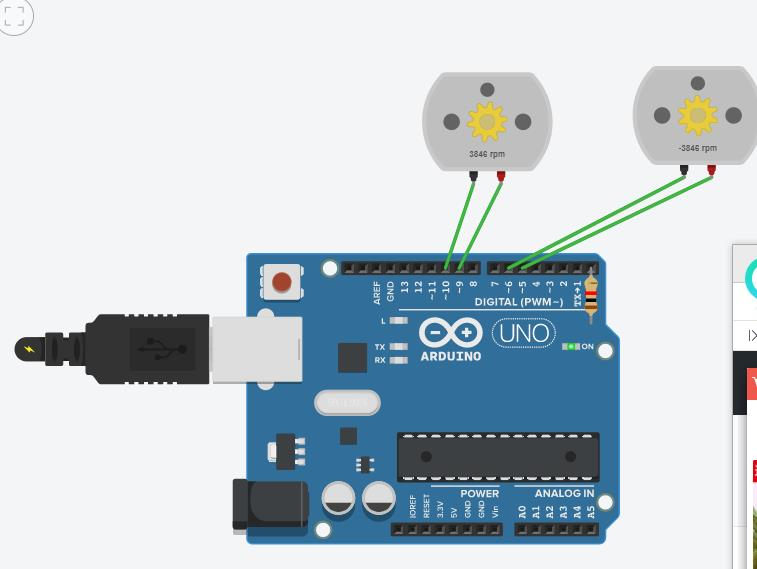 3846 rpm
-3846 rpm
AREF
GND
13
12
~11
~10
~9
8
7
~6
~5
4
~3
2
TX→1
DIGITAL (PWM~)
L
TX
RX
UNO
ARDUINO
ON
POWER
ANALOG IN
IOREF
RESET
3.3V
5V
GND
GND
Vin
A0
A1
A2
A3
A4
A5